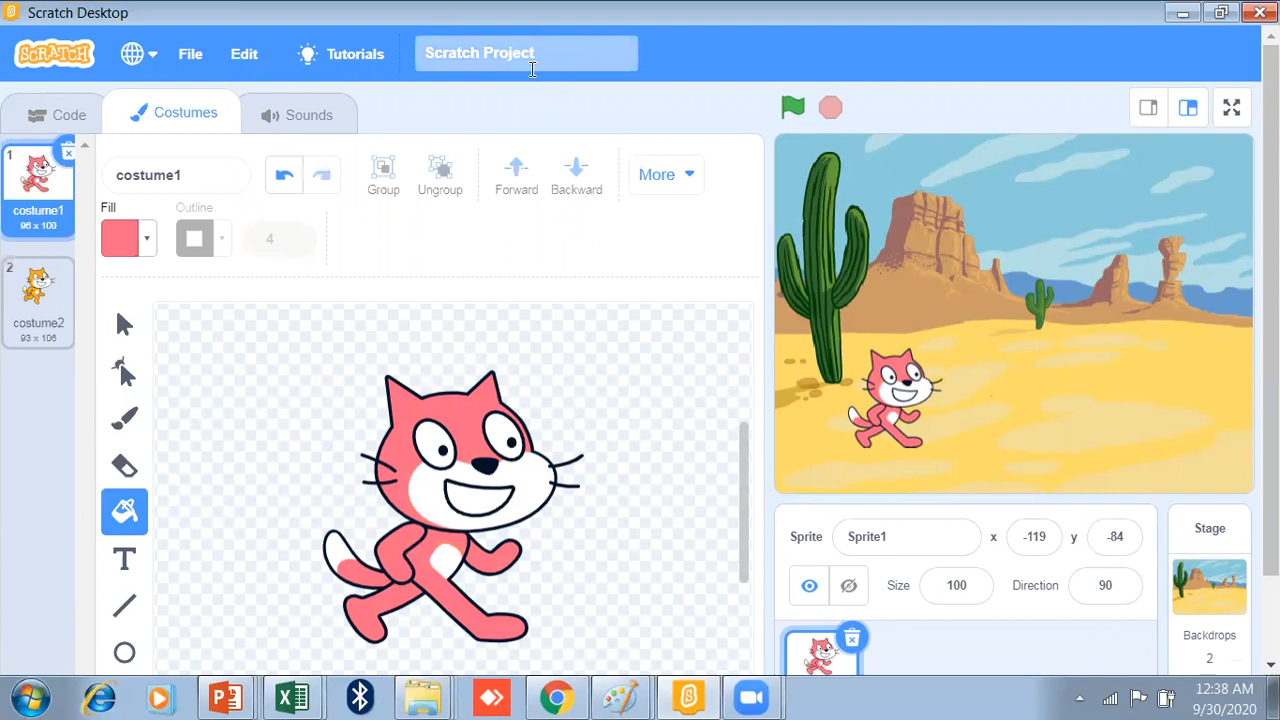 Scratch Desktop
SCRATCH File Edit Tutorials Scratch Project
Code Costumes Sounds
1
costume1
96 x 100
2
costume2
93 x 106
costume1
Group Ungroup Forward Backward More
Fill Outline
4
T
Sprite Sprite1 x -119 y -84
Size 100 Direction 90
Stage
Backdrops
2
12:38 AM
9/30/2020